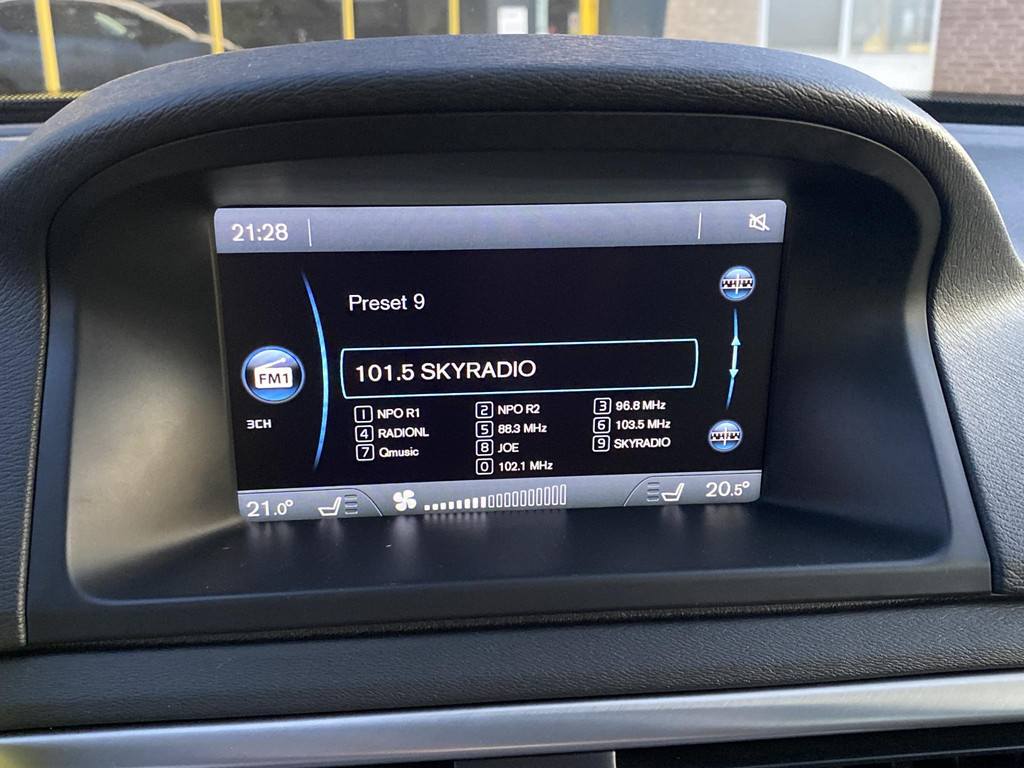 21:28
Preset 9
FM1
101.5 SKYRADIO
3CH
1 NPO R1 2 NPO R2 3 96.8 MHz
4 RADIONL 5 88.3 MHz 6 103.5 MHz
7 Qmusic 8 JOE 9 SKYRADIO
0 102.1 MHz
21.0° 20.5°